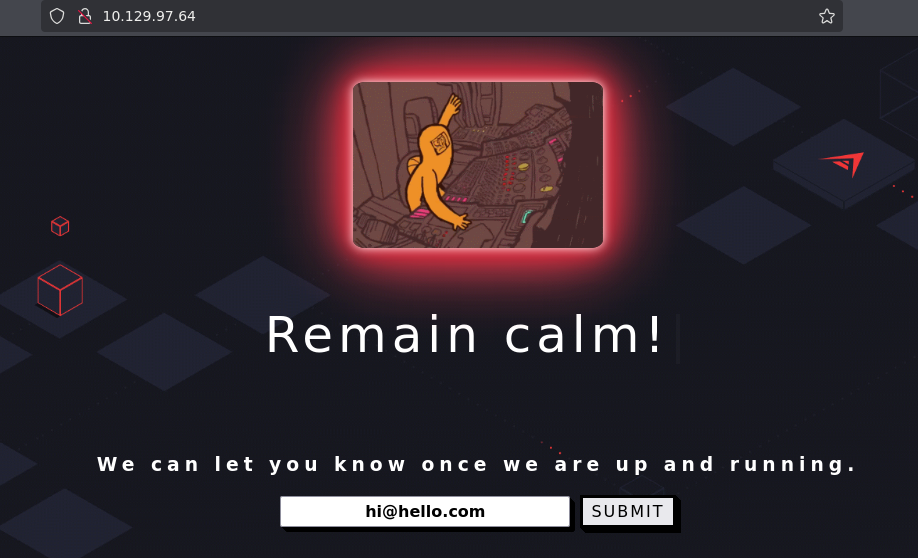 10.129.97.64
Remain calm!
We can let you know once we are up and running.
hi@hello.com
SUBMIT